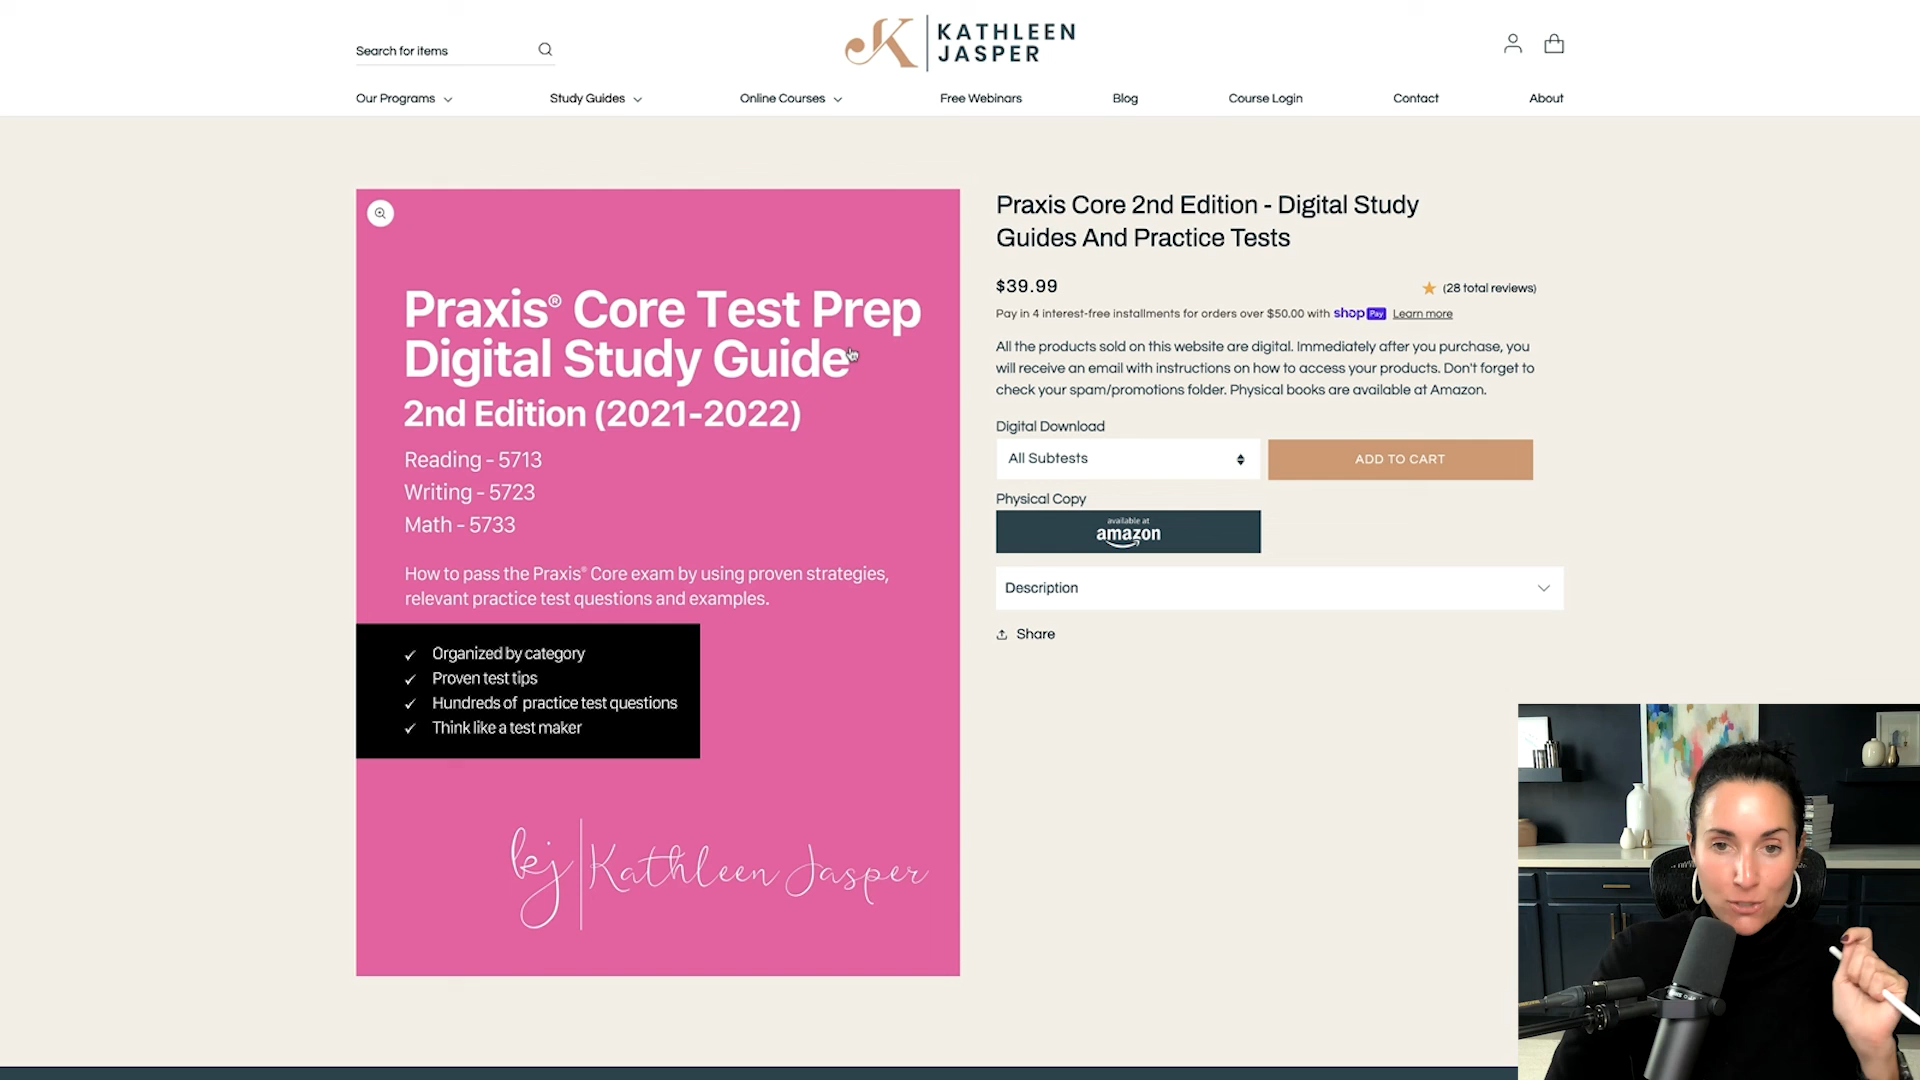 Search for items
KATHLEEN
JASPER
Our Programs
Study Guides
Online Courses
Free Webinars
Blog
Course Login
Contact
About
Praxis® Core Test Prep
Digital Study Guide
2nd Edition (2021-2022)
Reading - 5713
Writing - 5723
Math - 5733
How to pass the Praxis® Core exam by using proven strategies,
relevant practice test questions and examples.
✓ Organized by category
✓ Proven test tips
✓ Hundreds of practice test questions
✓ Think like a test maker
kj Kathleen Jasper
Praxis Core 2nd Edition - Digital Study
Guides And Practice Tests
$39.99
(28 total reviews)
Pay in 4 interest-free installments for orders over $50.00 with shop Pay Learn more
All the products sold on this website are digital. Immediately after you purchase, you
will receive an email with instructions on how to access your products. Don't forget to
check your spam/promotions folder. Physical books are available at Amazon.
Digital Download
All Subtests
ADD TO CART
Physical Copy
available at
amazon
Description
Share